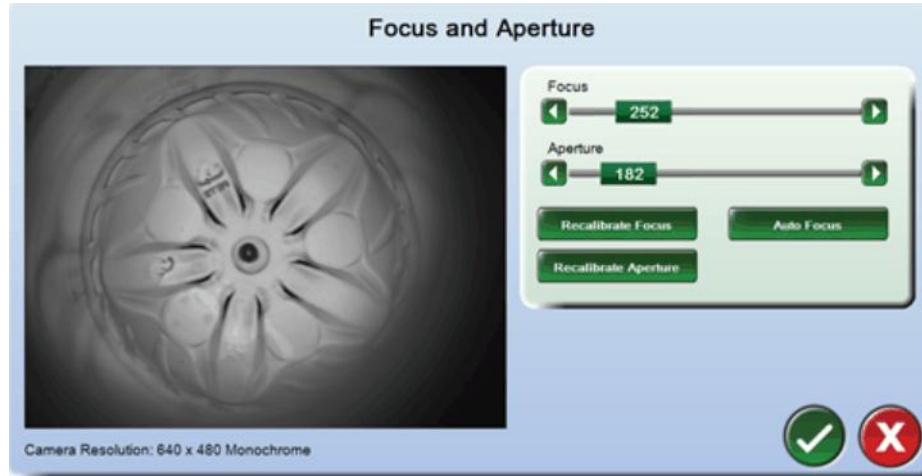 Focus and Aperture
Focus
252
Aperture
182
Recalibrate Focus
Auto Focus
Recalibrate Aperture
Camera Resolution: 640 x 480 Monochrome